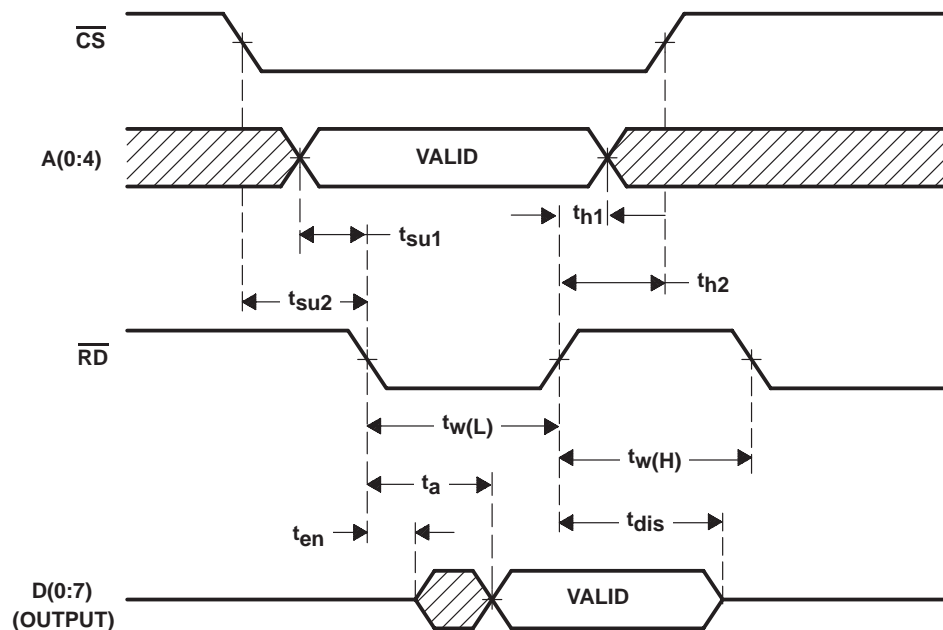 CS
A(0:4)
VALID
th1
tsu1
th2
tsu2
RD
tw(L)
tw(H)
ta
ten
tdis
D(0:7)
(OUTPUT)
VALID